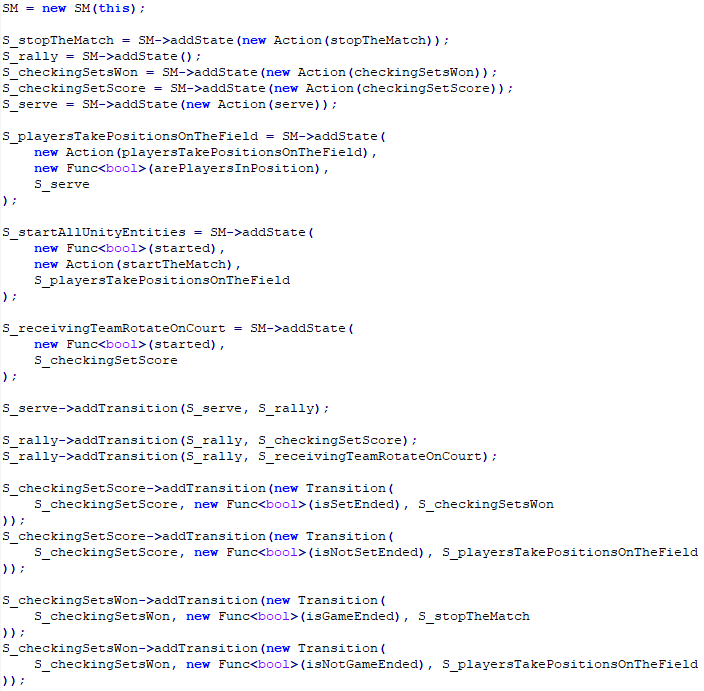 SM = new SM(this);

S_stopTheMatch = SM->addState(new Action(stopTheMatch));
S_rally = SM->addState();
S_checkingSetsWon = SM->addState(new Action(checkingSetsWon));
S_checkingSetScore = SM->addState(new Action(checkingSetScore));
S_serve = SM->addState(new Action(serve));

S_playersTakePositionsOnTheField = SM->addState(
    new Action(playersTakePositionsOnTheField),
    new Func<bool>(arePlayersInPosition),
    S_serve
);

S_startAllUnityEntities = SM->addState(
    new Func<bool>(started),
    new Action(startTheMatch),
    S_playersTakePositionsOnTheField
);

S_receivingTeamRotateOnCourt = SM->addState(
    new Func<bool>(started),
    S_checkingSetScore
);

S_serve->addTransition(S_serve, S_rally);

S_rally->addTransition(S_rally, S_checkingSetScore);
S_rally->addTransition(S_rally, S_receivingTeamRotateOnCourt);

S_checkingSetScore->addTransition(new Transition(
    S_checkingSetScore, new Func<bool>(isSetEnded), S_checkingSetsWon
));
S_checkingSetScore->addTransition(new Transition(
    S_checkingSetScore, new Func<bool>(isNotSetEnded), S_playersTakePositionsOnTheField
));

S_checkingSetsWon->addTransition(new Transition(
    S_checkingSetsWon, new Func<bool>(isGameEnded), S_stopTheMatch
));
S_checkingSetsWon->addTransition(new Transition(
    S_checkingSetsWon, new Func<bool>(isNotGameEnded), S_playersTakePositionsOnTheField
));